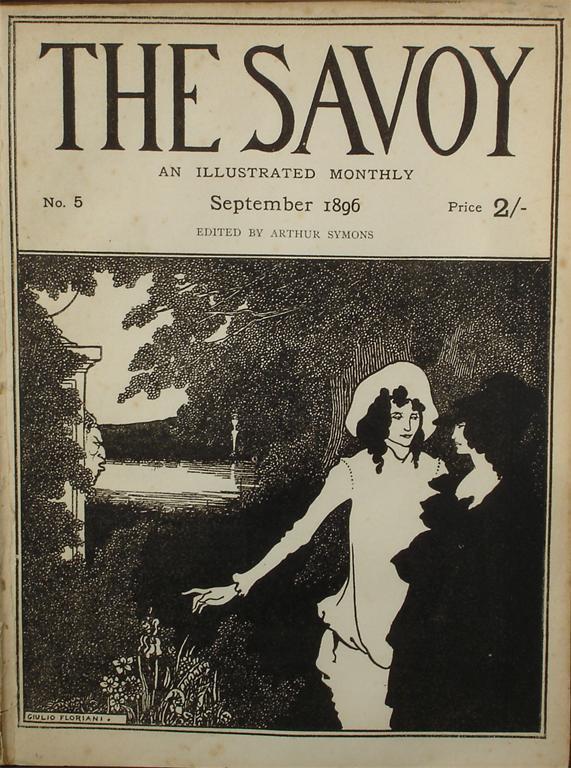 THE SAVOY
AN ILLUSTRATED MONTHLY
No. 5 September 1896 Price 2/-
EDITED BY ARTHUR SYMONS
GIULIO FLORIANI.